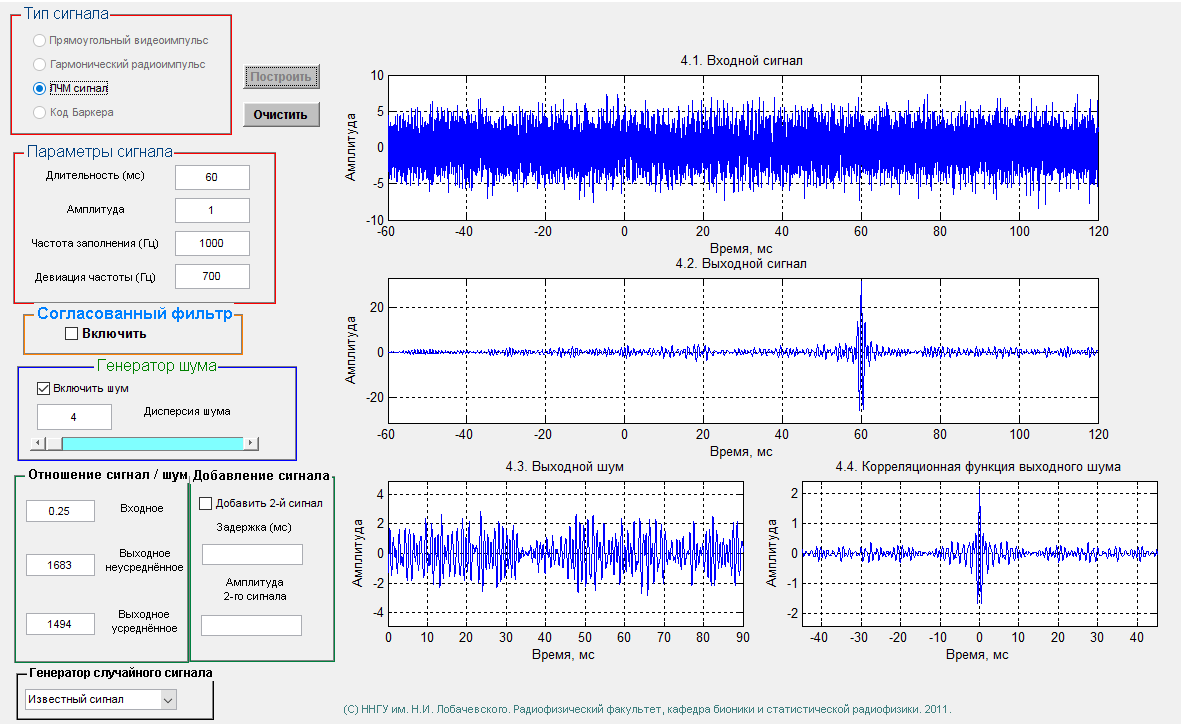 Тип сигнала
Прямоугольный видеоимпульс
Гармонический радиоимпульс
ЛЧМ сигнал
Код Баркера
Построить
Очистить
Параметры сигнала
Длительность (мс)
60
Амплитуда
1
Частота заполнения (Гц)
1000
Девиация частоты (Гц)
700
Согласованный фильтр
Включить
Генератор шума
Включить шум
4
Дисперсия шума
Отношение сигнал / шум
0.25
Входное
1683
Выходное
неусреднённое
1494
Выходное
усреднённое
Добавление сигнала
Добавить 2-й сигнал
Задержка (мс)
Амплитуда
2-го сигнала
Генератор случайного сигнала
Известный сигнал
4.1. Входной сигнал
Амплитуда
10
5
0
-5
-10
-60 -40 -20 0 20 40 60 80 100 120
Время, мс
4.2. Выходной сигнал
Амплитуда
20
0
-20
-60 -40 -20 0 20 40 60 80 100 120
Время, мс
4.3. Выходной шум
Амплитуда
4
2
0
-2
-4
0 10 20 30 40 50 60 70 80 90
Время, мс
4.4. Корреляционная функция выходного шума
Амплитуда
2
1
0
-1
-2
-40 -30 -20 -10 0 10 20 30 40
Время, мс
(C) ННГУ им. Н.И. Лобачевского. Радиофизический факультет, кафедра бионики и статистической радиофизики. 2011.